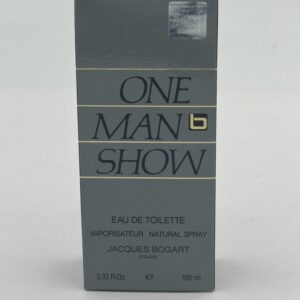 ONE
MAN b
SHOW
EAU DE TOILETTE
VAPORISATEUR. NATURAL SPRAY
JACQUES BOGART
PARIS
3.33 Fl.Oz. e 100 ml